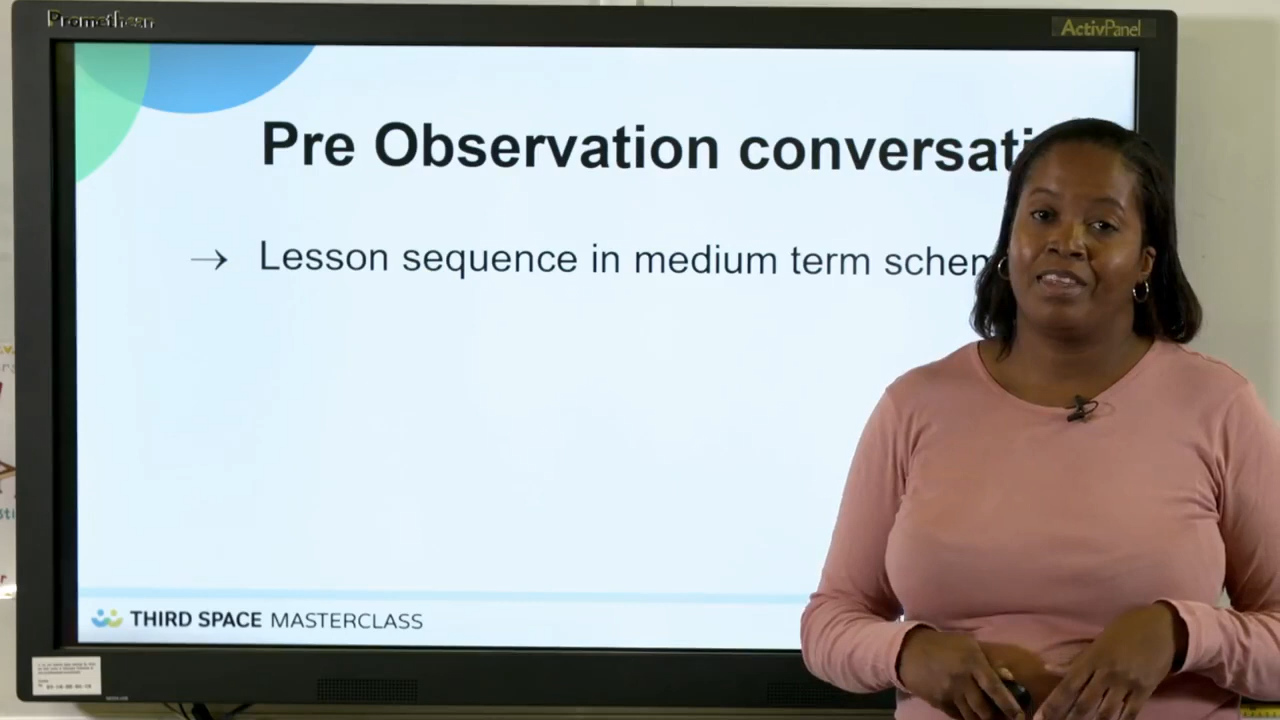 Promethean
ActivPanel
Pre Observation conversati
→ Lesson sequence in medium term schem
THIRD SPACE MASTERCLASS